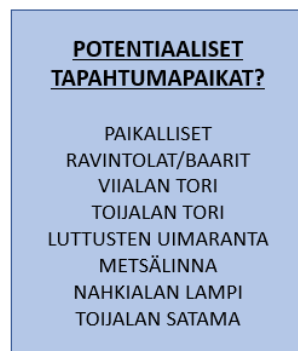 POTENTIAALISET
TAPAHTUMAPAIKAT?
PAIKALLISET
RAVINTOLAT/BAARIT
VIIALAN TORI
TOIJALAN TORI
LUTTUSTEN UIMARANTA
METSÄLINNA
NAHKIALAN LAMPI
TOIJALAN SATAMA